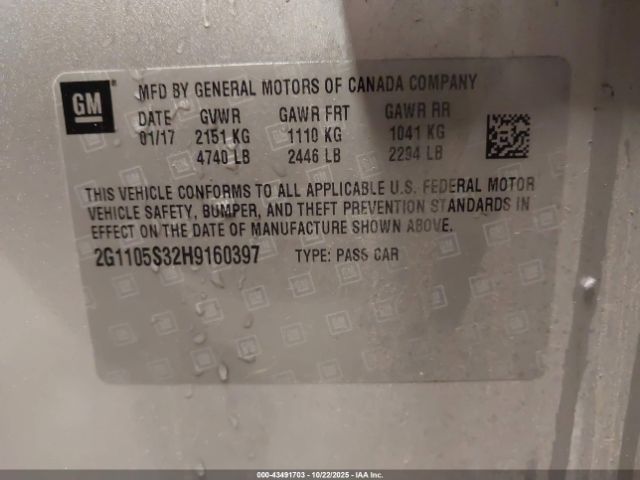 GM
MFD BY GENERAL MOTORS OF CANADA COMPANY
DATE GVWR GAWR FRT GAWR RR
01/17 2151 KG 1110 KG 1041 KG
4740 LB 2446 LB 2294 LB
THIS VEHICLE CONFORMS TO ALL APPLICABLE U.S. FEDERAL MOTOR
VEHICLE SAFETY, BUMPER, AND THEFT PREVENTION STANDARDS IN
EFFECT ON THE DATE OF MANUFACTURE SHOWN ABOVE.
2G1105S32H9160397 TYPE: PASS CAR
000-43491703 - 10/22/2025 - IAA Inc.